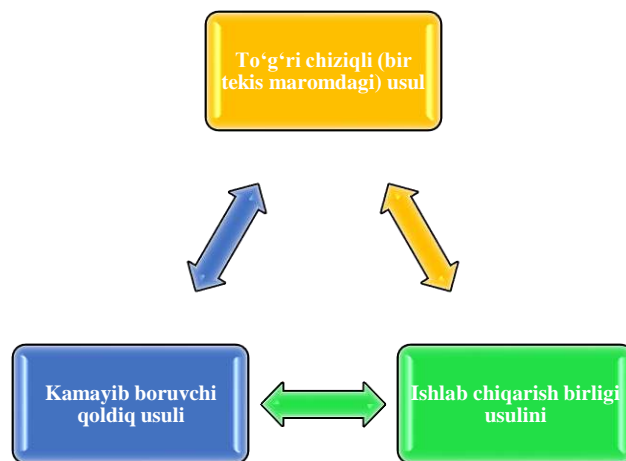 To‘g‘ri chiziqli (bir
tekis maromdagi) usul
Kamayib boruvchi
qoldiq usuli
Ishlab chiqarish birligi
usulini